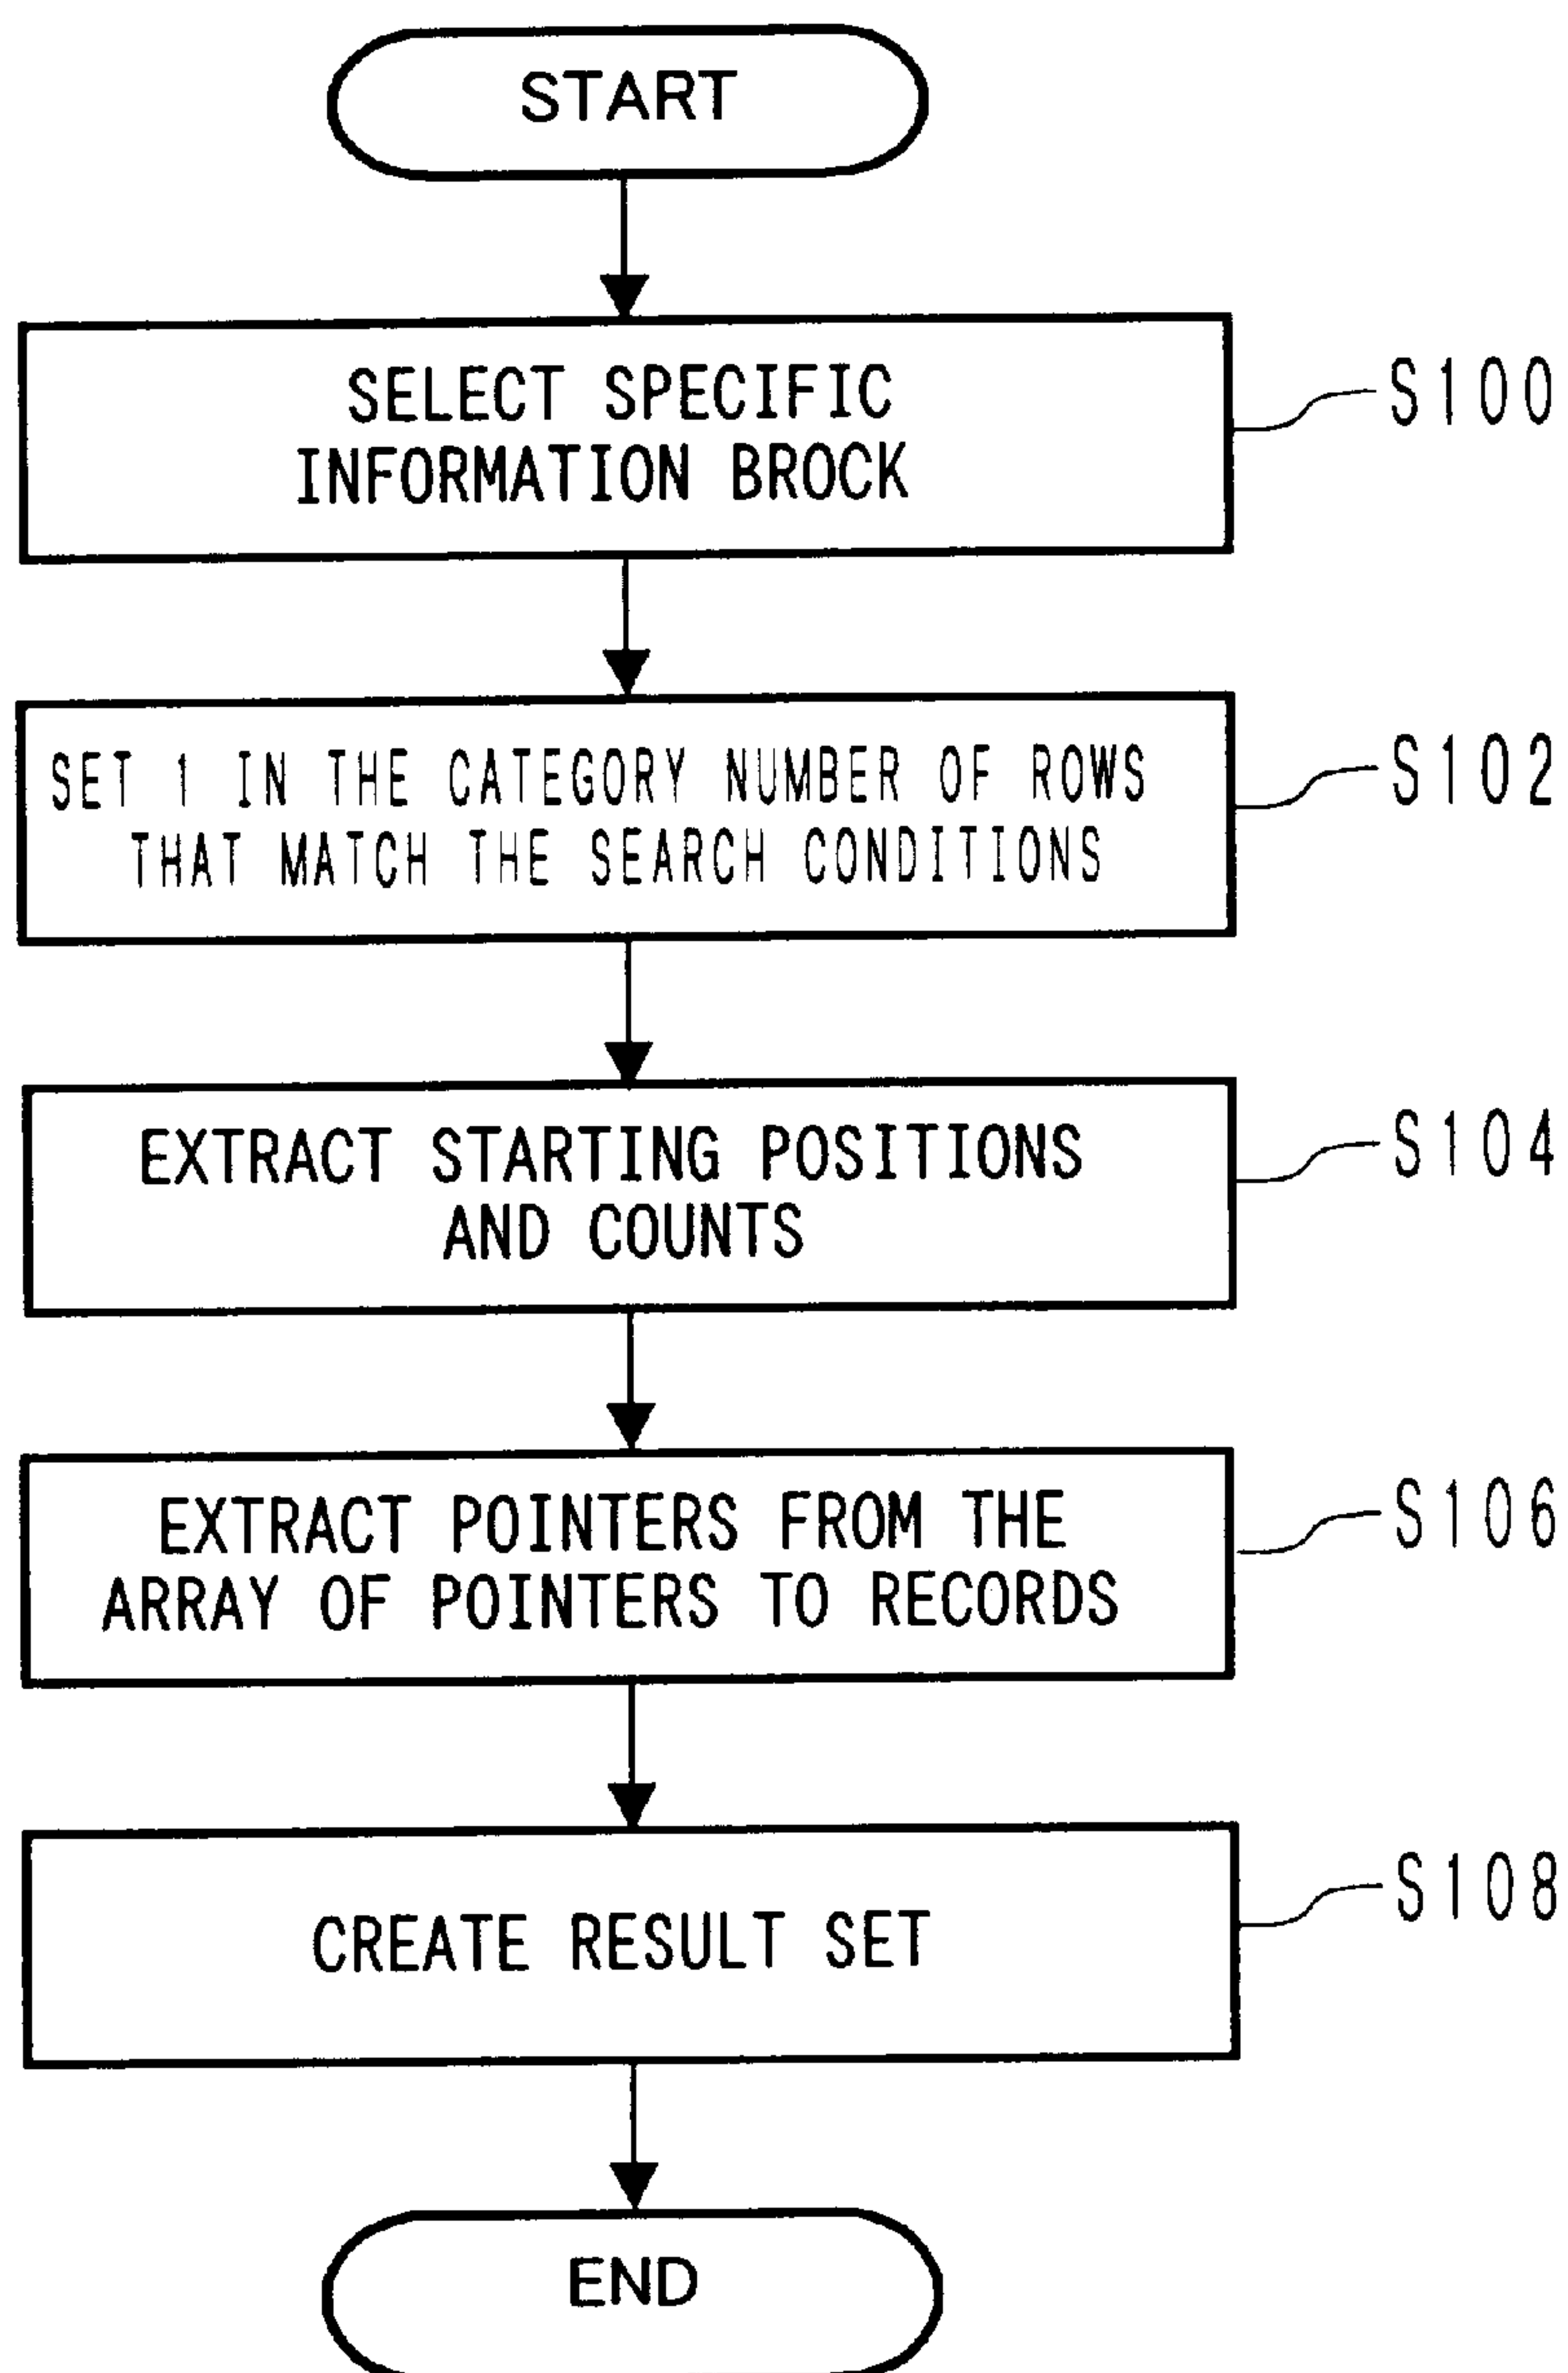 START
SELECT SPECIFIC
INFORMATION BROCK
S100
SET 1 IN THE CATEGORY NUMBER OF ROWS
THAT MATCH THE SEARCH CONDITIONS
S102
EXTRACT STARTING POSITIONS
AND COUNTS
S104
EXTRACT POINTERS FROM THE
ARRAY OF POINTERS TO RECORDS
S106
CREATE RESULT SET
S108
END